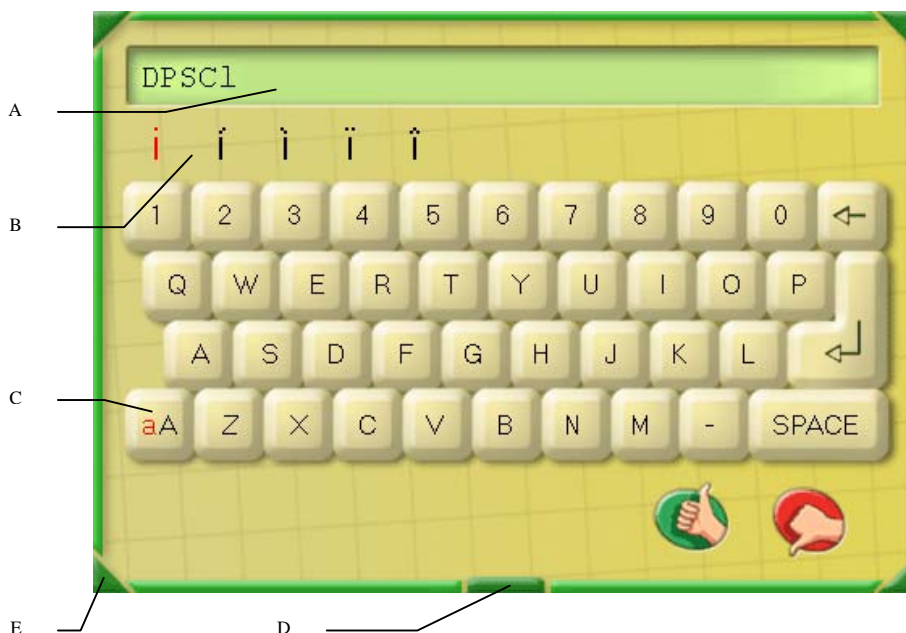 DPSCl
A
i í ì ï î
B
1 2 3 4 5 6 7 8 9 0
Q W E R T Y U I O P
A S D F G H J K L
C
aA Z X C V B N M - SPACE
E D